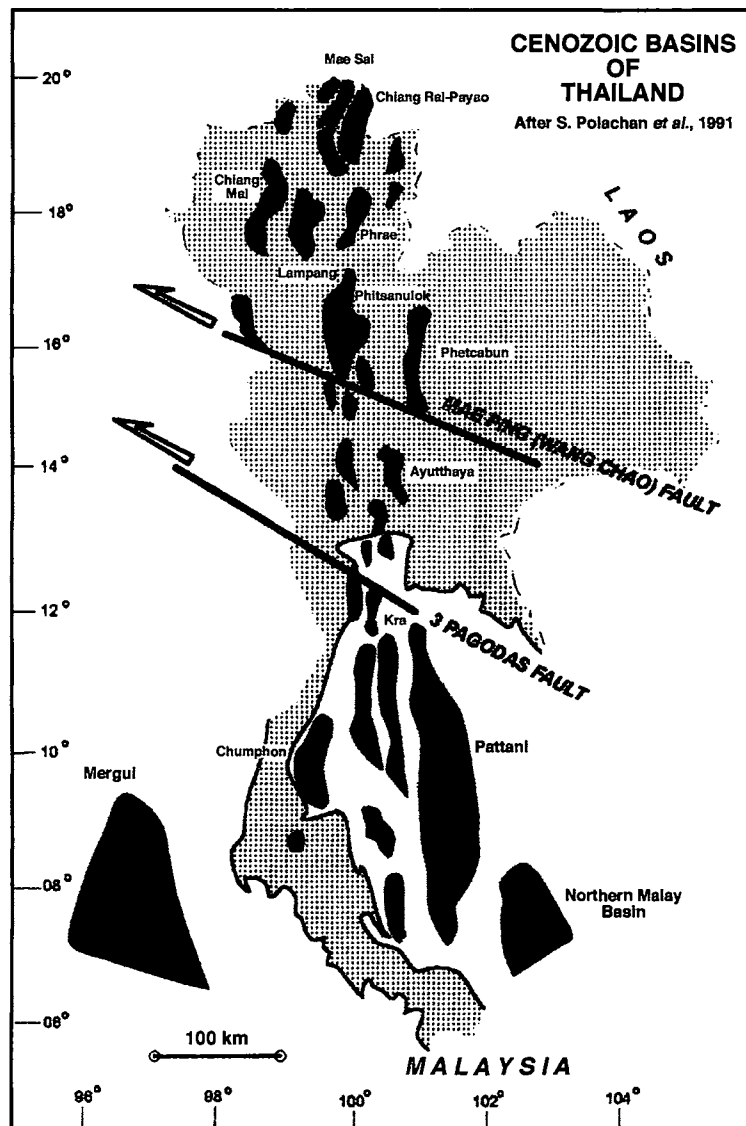 CENOZOIC BASINS
OF
THAILAND
After S. Polachan et al., 1991
Mae Sai
Chiang Rai-Payao
20°
Chiang
Mai
LAOS
18°
Phrae
Lampang
Phitsanulok
16°
Phetcabun
MAE PING (WANG CHAO) FAULT
14°
Ayutthaya
12°
Kra
3 PAGODAS FAULT
10°
Chumphon
Pattani
Mergui
08°
Northern Malay
Basin
06°
100 km
MALAYSIA
96°
98°
100°
102°
104°